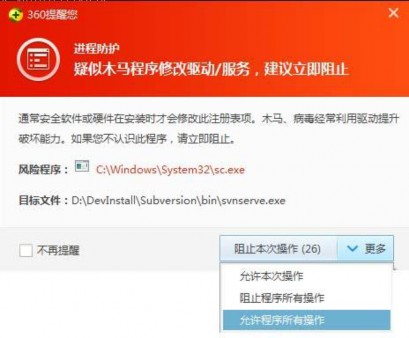 360提醒您
进程防护
疑似木马程序修改驱动/服务，建议立即阻止
通常安全软件或硬件在安装时才会修改此注册表项。木马、病毒经常利用驱动提升
破坏能力。如果您不认识此程序，请立即阻止。
风险程序： C:\Windows\System32\sc.exe
目标文件：D:\DevInstall\Subversion\bin\svnserve.exe
不再提醒
阻止本次操作 (26) 更多
允许本次操作
阻止程序所有操作
允许程序所有操作